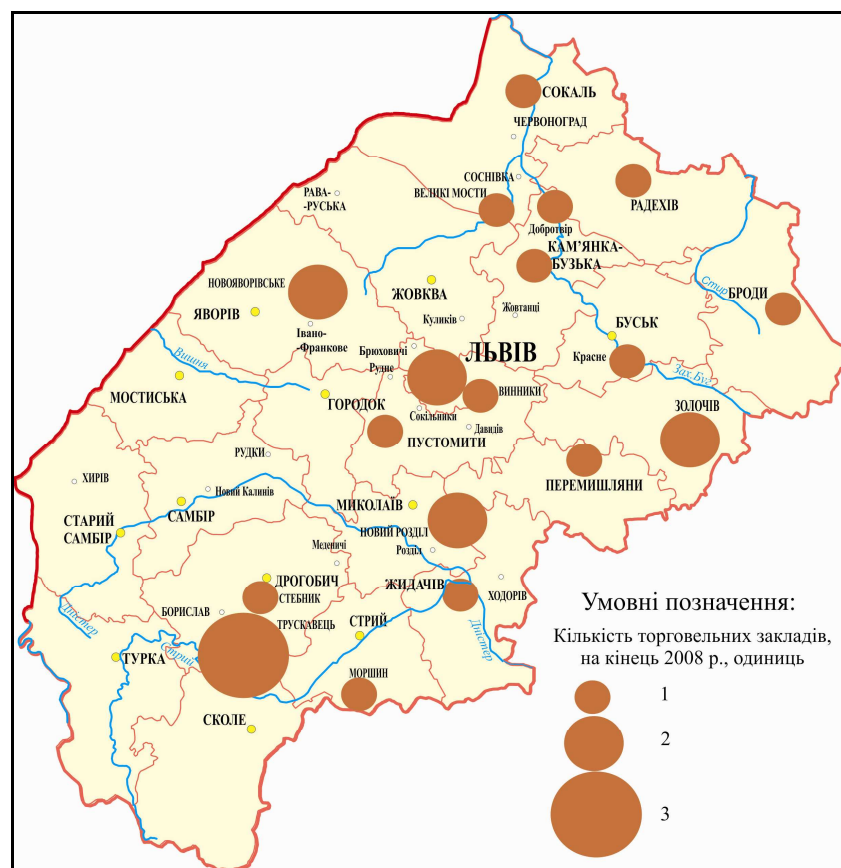 СОКАЛЬ
ЧЕРВОНОГРАД
СОСНІВКА
ВЕЛИКІ МОСТИ
РАВА-
-РУСЬКА
РАДЕХІВ
Добротвір
КАМ’ЯНКА-
БУЗЬКА
НОВОЯВОРІВСЬКЕ
ЖОВКВА
Стир
БРОДИ
ЯВОРІВ
Куликів
Жовтанці
БУСЬК
Івано-
-Франкове
Брюховичі
ЛЬВІВ
Красне
Рудне
Вишня
Зах.Буг
МОСТИСЬКА
ВИННИКИ
ГОРОДОК
Сокільники
ЗОЛОЧІВ
Давидів
ПУСТОМИТИ
РУДКИ
ХИРІВ
ПЕРЕМИШЛЯНИ
Новий Калинів
МИКОЛАЇВ
САМБІР
СТАРИЙ
САМБІР
НОВИЙ РОЗДІЛ
Меденичі
Розділ
ДРОГОБИЧ
ЖИДАЧІВ
ХОДОРІВ
СТЕБНИК
Дністер
БОРИСЛАВ
ТРУСКАВЕЦЬ
СТРИЙ
Дністер
ТУРКА
Стрий
МОРШИН
СКОЛЕ
Умовні позначення:
Кількість торговельних закладів,
на кінець 2008 р., одиниць
1
2
3